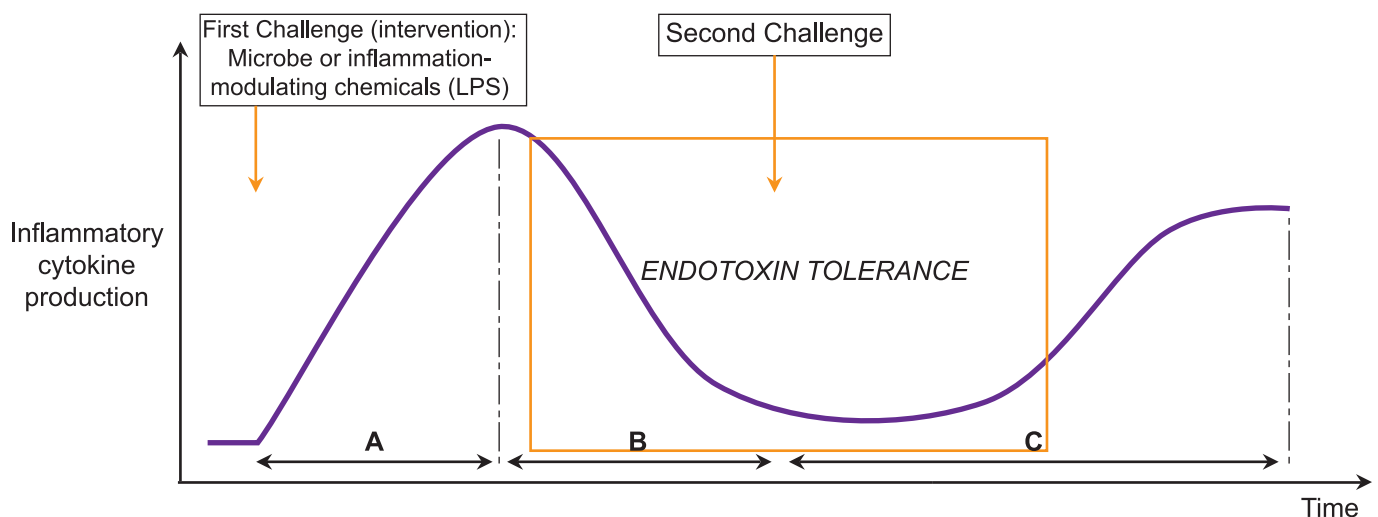 First Challenge (intervention):
Microbe or inflammation-
modulating chemicals (LPS)
Second Challenge
Inflammatory
cytokine
production
ENDOTOXIN TOLERANCE
A
B
C
Time